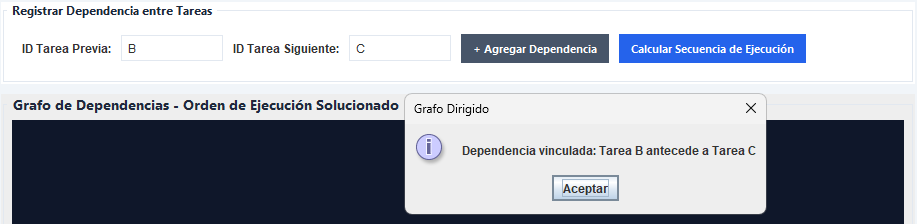 Registrar Dependencia entre Tareas
ID Tarea Previa: B ID Tarea Siguiente: C + Agregar Dependencia Calcular Secuencia de Ejecución
Grafo de Dependencias - Orden de Ejecución Solucionado
Grafo Dirigido
Dependencia vinculada: Tarea B antecede a Tarea C
Aceptar